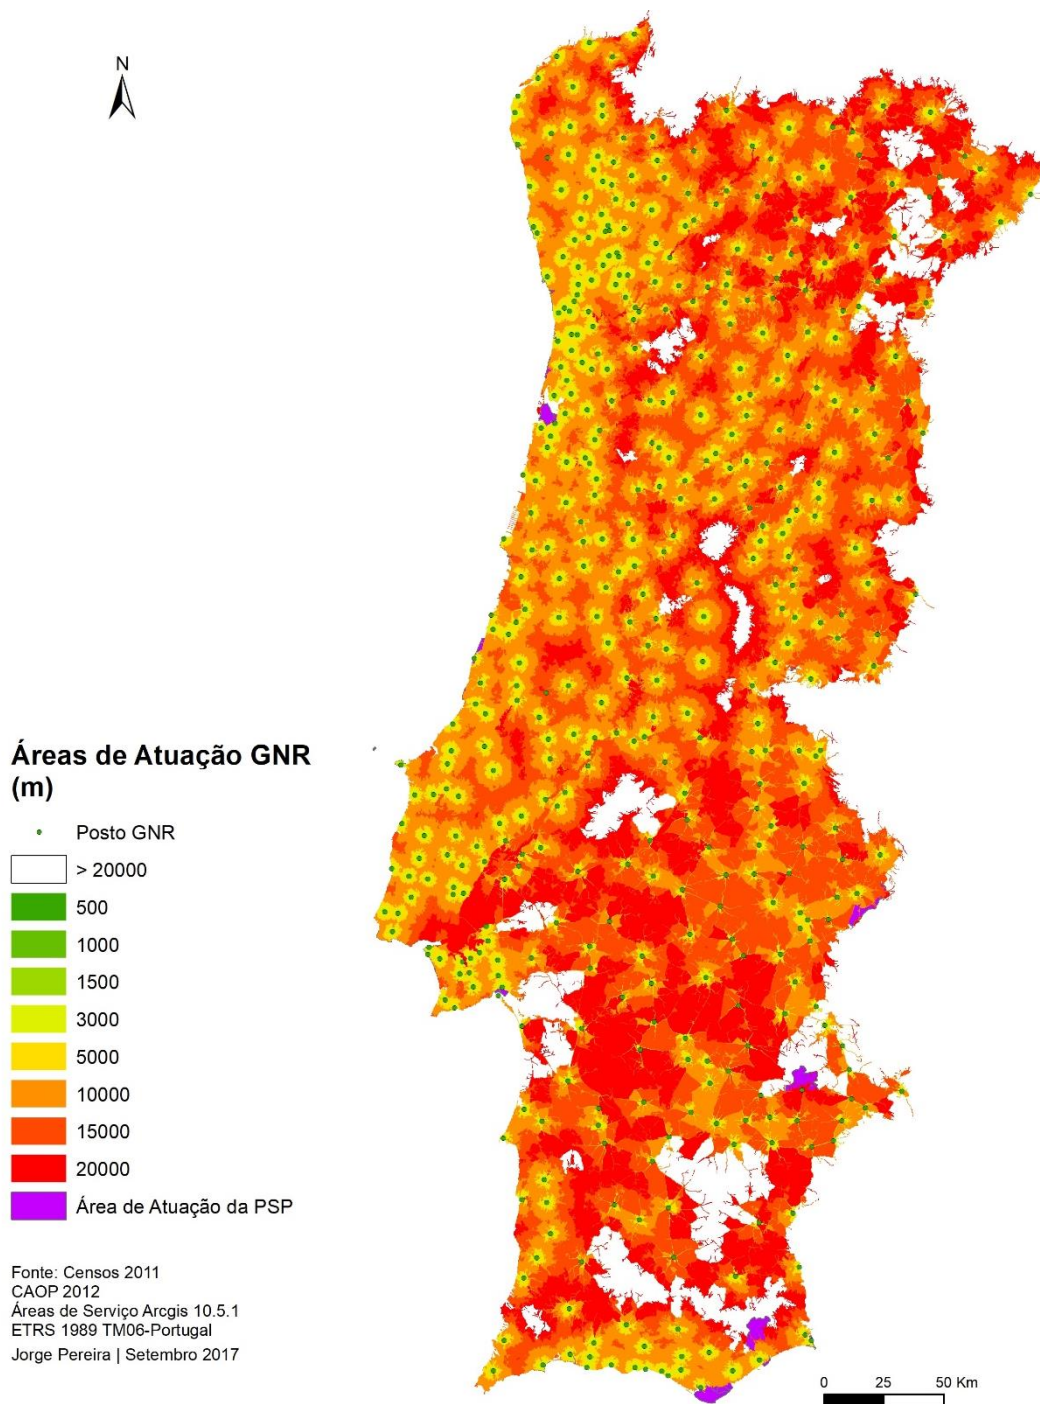 N
Áreas de Atuação GNR
(m)
Posto GNR
> 20000
500
1000
1500
3000
5000
10000
15000
20000
Área de Atuação da PSP
Fonte: Censos 2011
CAOP 2012
Áreas de Serviço Arcgis 10.5.1
ETRS 1989 TM06-Portugal
Jorge Pereira | Setembro 2017
0 25 50 Km